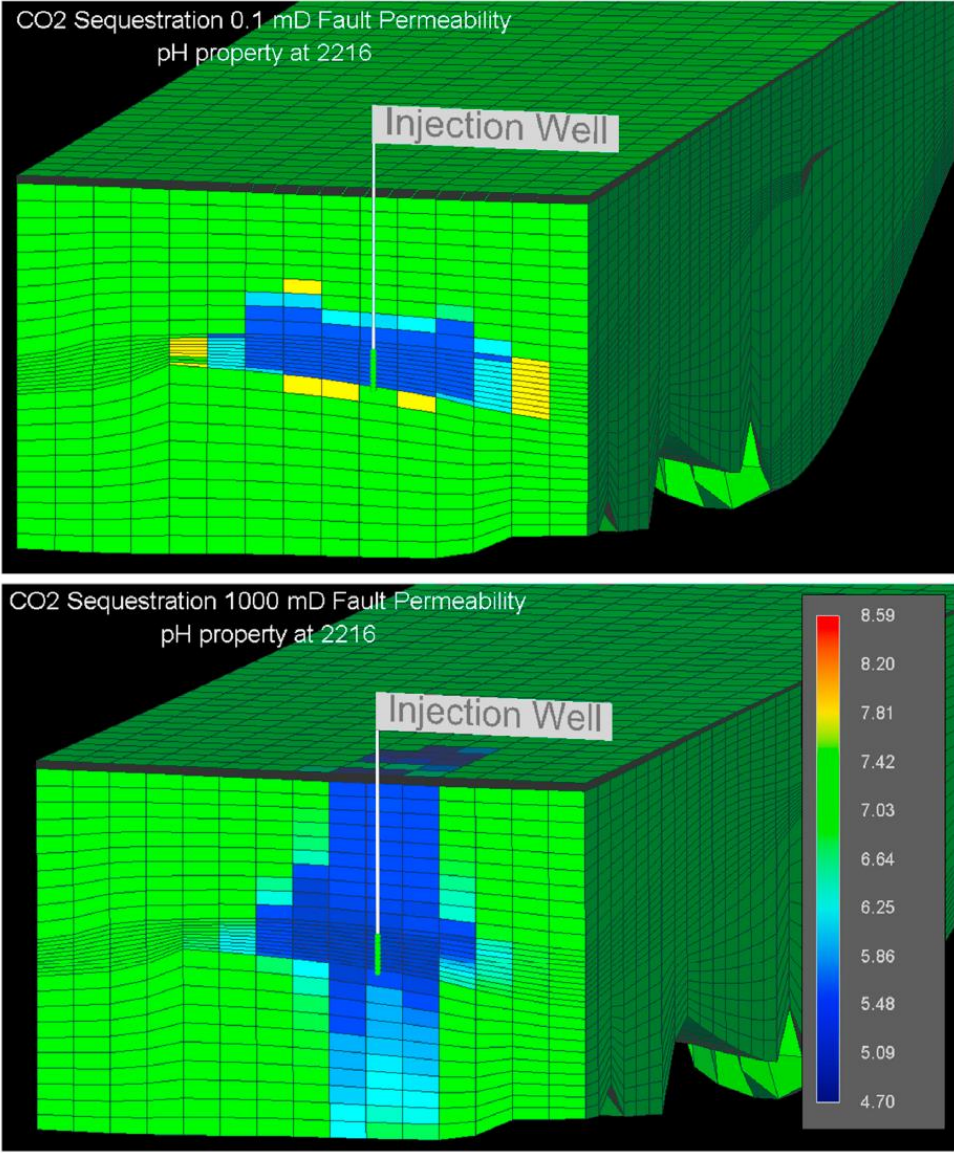 CO2 Sequestration 0.1 mD Fault Permeability
pH property at 2216
Injection Well
CO2 Sequestration 1000 mD Fault Permeability
pH property at 2216
Injection Well
8.59
8.20
7.81
7.42
7.03
6.64
6.25
5.86
5.48
5.09
4.70